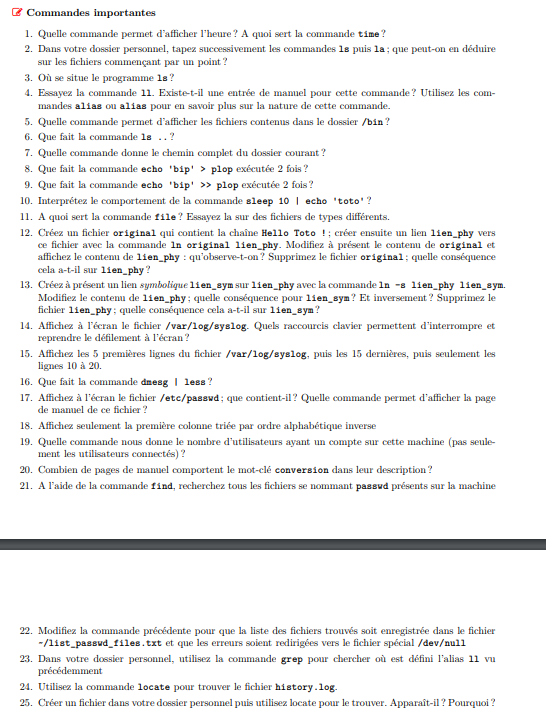 Commandes importantes
1. Quelle commande permet d'afficher l'heure ? A quoi sert la commande time ?
2. Dans votre dossier personnel, tapez successivement les commandes ls puis la ; que peut-on en déduire
sur les fichiers commençant par un point ?
3. Où se situe le programme ls ?
4. Essayez la commande ll. Existe-t-il une entrée de manuel pour cette commande ? Utilisez les com-
mandes alias ou alias pour en savoir plus sur la nature de cette commande.
5. Quelle commande permet d'afficher les fichiers contenus dans le dossier /bin ?
6. Que fait la commande ls .. ?
7. Quelle commande donne le chemin complet du dossier courant ?
8. Que fait la commande echo 'bip' > plop exécutée 2 fois ?
9. Que fait la commande echo 'bip' >> plop exécutée 2 fois ?
10. Interprétez le comportement de la commande sleep 10 | echo 'toto' ?
11. A quoi sert la commande file ? Essayez la sur des fichiers de types différents.
12. Créez un fichier original qui contient la chaîne Hello Toto ! ; créer ensuite un lien lien_phy vers
ce fichier avec la commande ln original lien_phy. Modifiez à présent le contenu de original et
affichez le contenu de lien_phy : qu'observe-t-on ? Supprimez le fichier original ; quelle conséquence
cela a-t-il sur lien_phy ?
13. Créez à présent un lien symbolique lien_sym sur lien_phy avec la commande ln -s lien_phy lien_sym.
Modifiez le contenu de lien_phy ; quelle conséquence pour lien_sym ? Et inversement ? Supprimez le
fichier lien_phy ; quelle conséquence cela a-t-il sur lien_sym ?
14. Affichez à l'écran le fichier /var/log/syslog. Quels raccourcis clavier permettent d'interrompre et
reprendre le défilement à l'écran ?
15. Affichez les 5 premières lignes du fichier /var/log/syslog, puis les 15 dernières, puis seulement les
lignes 10 à 20.
16. Que fait la commande dmesg | less ?
17. Affichez à l'écran le fichier /etc/passwd ; que contient-il ? Quelle commande permet d'afficher la page
de manuel de ce fichier ?
18. Affichez seulement la première colonne triée par ordre alphabétique inverse
19. Quelle commande nous donne le nombre d'utilisateurs ayant un compte sur cette machine (pas seule-
ment les utilisateurs connectés) ?
20. Combien de pages de manuel comportent le mot-clé conversion dans leur description ?
21. A l'aide de la commande find, recherchez tous les fichiers se nommant passwd présents sur la machine
22. Modifiez la commande précédente pour que la liste des fichiers trouvés soit enregistrée dans le fichier
~/list_passwd_files.txt et que les erreurs soient redirigées vers le fichier spécial /dev/null
23. Dans votre dossier personnel, utilisez la commande grep pour chercher où est défini l'alias ll vu
précédemment
24. Utilisez la commande locate pour trouver le fichier history.log.
25. Créer un fichier dans votre dossier personnel puis utilisez locate pour le trouver. Apparaît-il ? Pourquoi ?